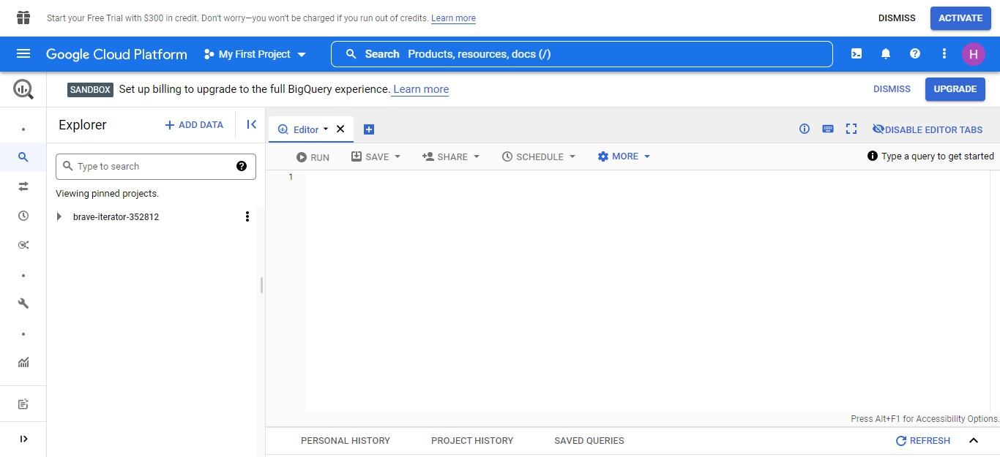 Start your Free Trial with $300 in credit. Don't worry—you won't be charged if you run out of credits. Learn more
DISMISS
ACTIVATE
Google Cloud Platform
My First Project
Search Products, resources, docs (/)
H
SANDBOX Set up billing to upgrade to the full BigQuery experience. Learn more
DISMISS
UPGRADE
Explorer
+ ADD DATA
Editor
DISABLE EDITOR TABS
Type to search
RUN
SAVE
SHARE
SCHEDULE
MORE
Type a query to get started
1
Viewing pinned projects.
brave-iterator-352812
Press Alt+F1 for Accessibility Options.
PERSONAL HISTORY
PROJECT HISTORY
SAVED QUERIES
REFRESH